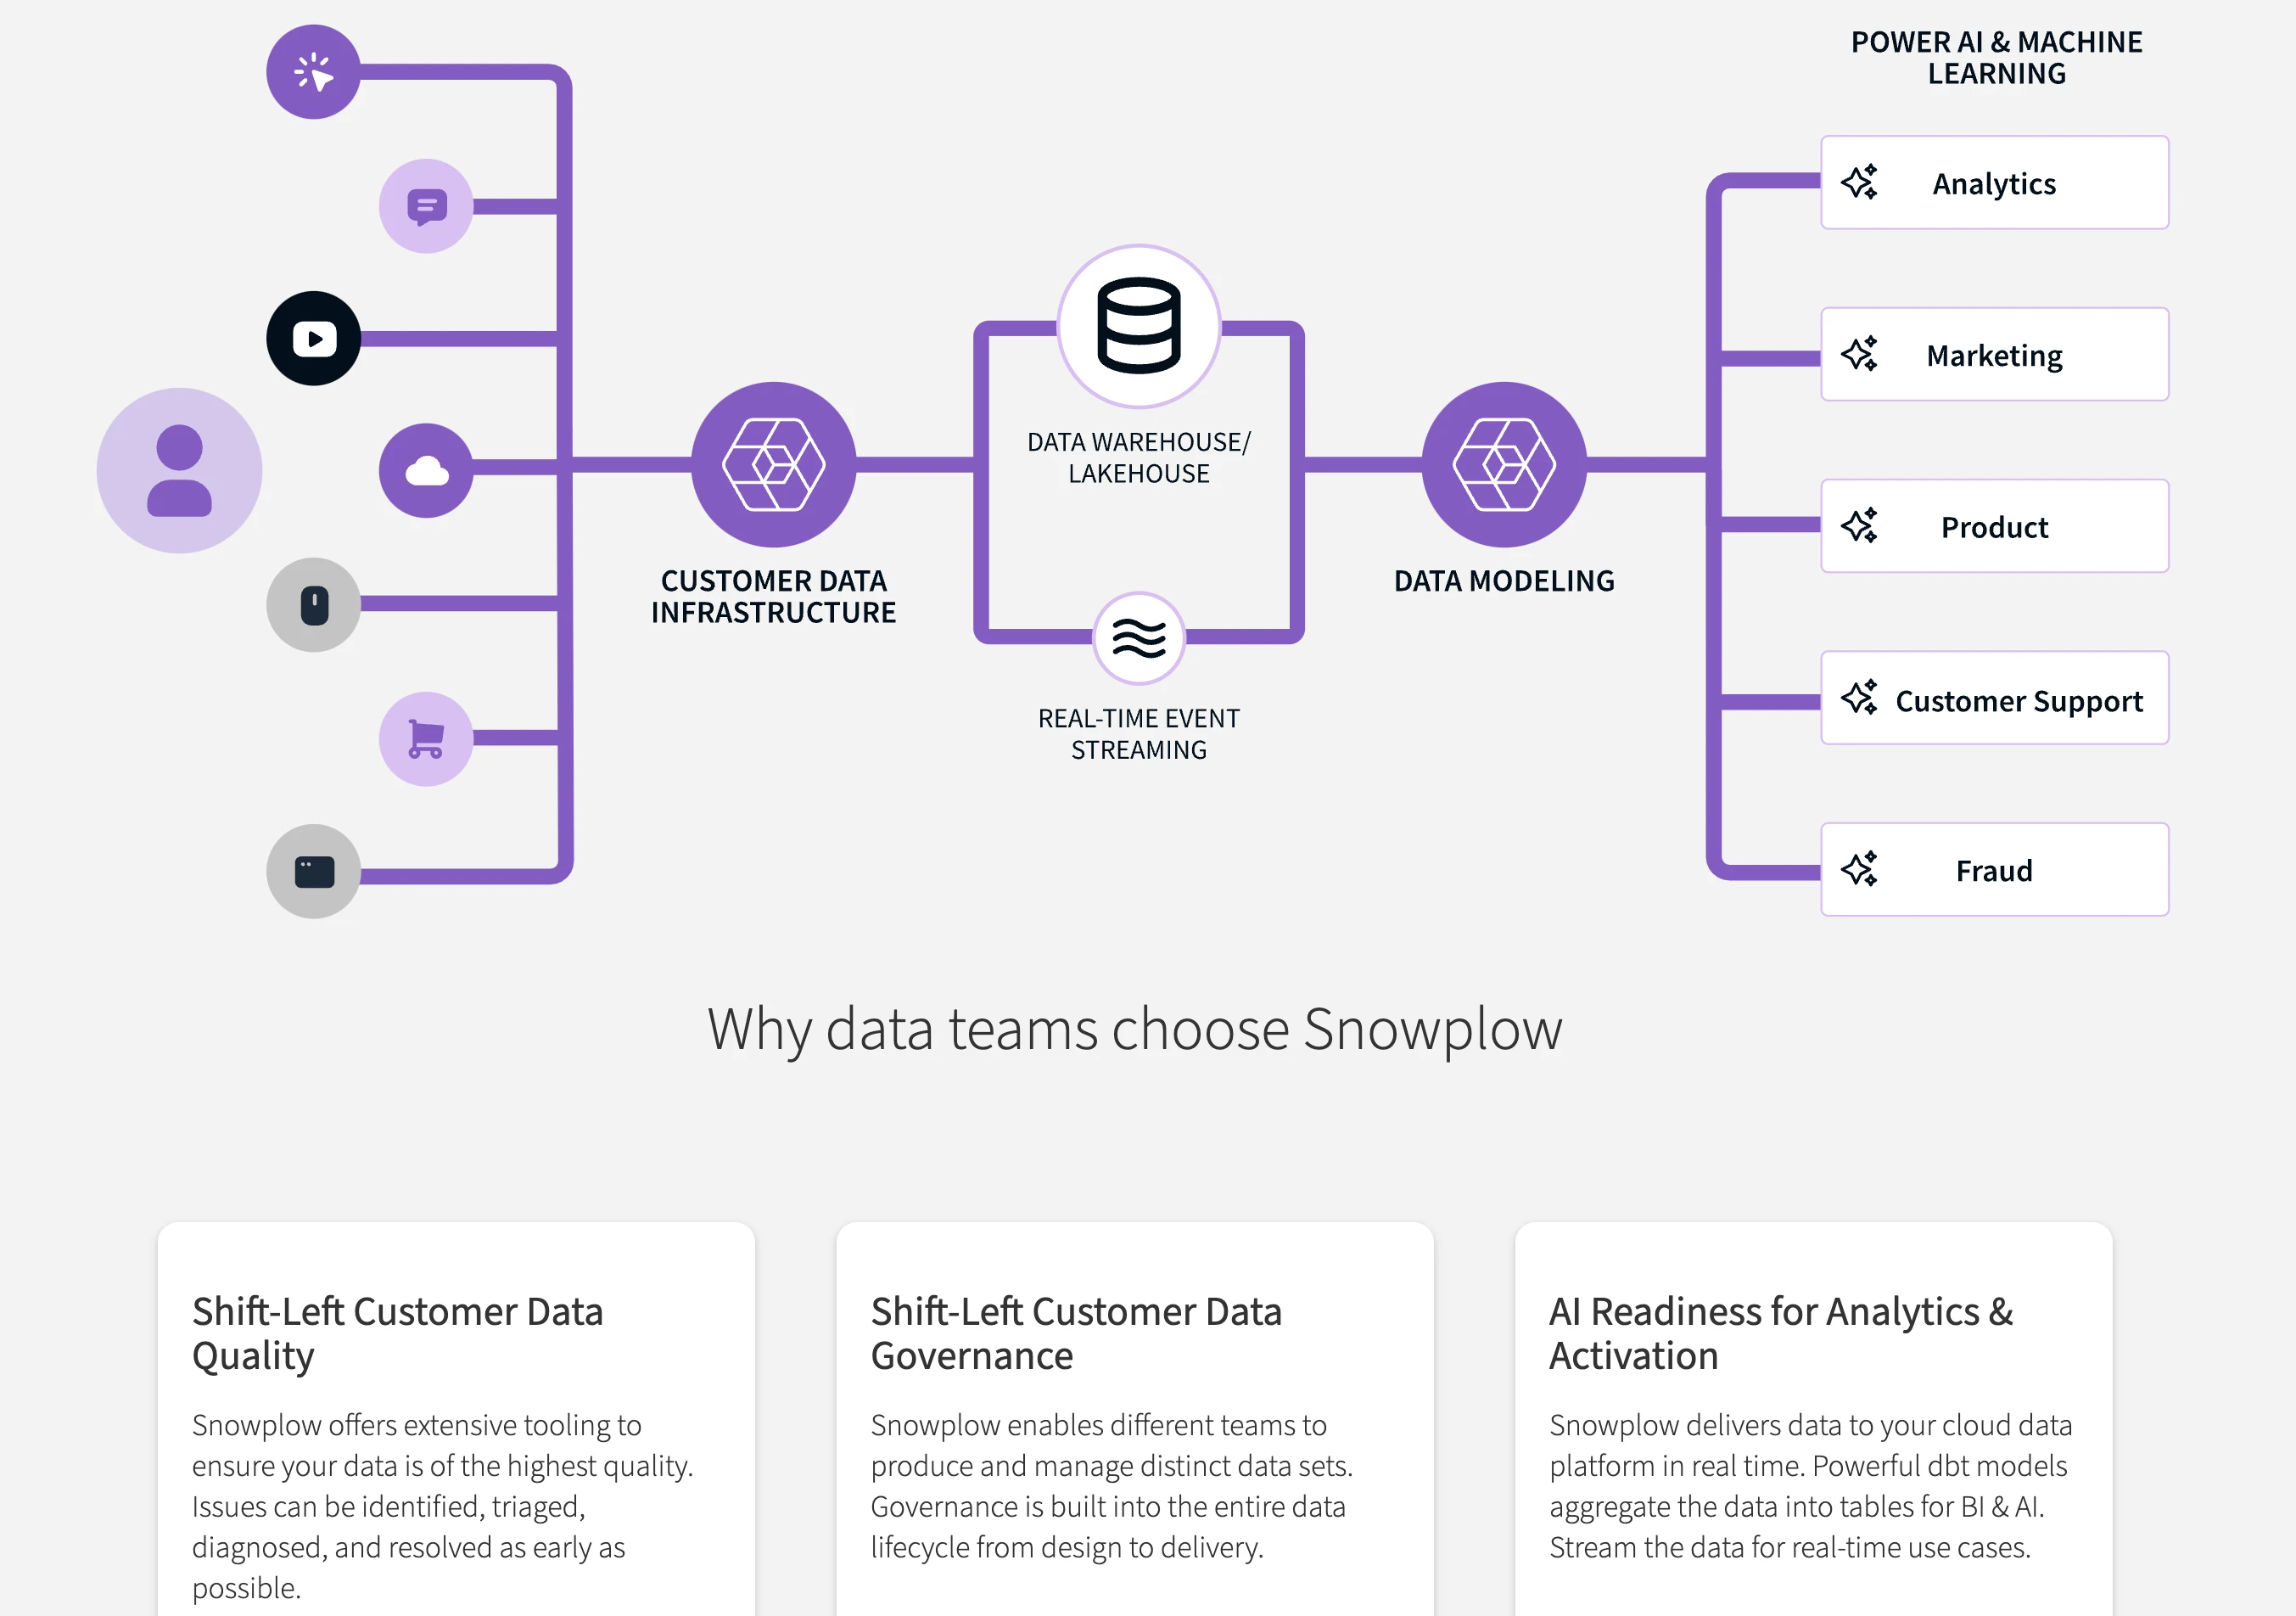 POWER AI & MACHINE
LEARNING
Analytics
Marketing
Product
Customer Support
Fraud
DATA WAREHOUSE/
LAKEHOUSE
CUSTOMER DATA
INFRASTRUCTURE
DATA MODELING
REAL-TIME EVENT
STREAMING
Why data teams choose Snowplow
Shift-Left Customer Data
Quality
Snowplow offers extensive tooling to
ensure your data is of the highest quality.
Issues can be identified, triaged,
diagnosed, and resolved as early as
possible.
Shift-Left Customer Data
Governance
Snowplow enables different teams to
produce and manage distinct data sets.
Governance is built into the entire data
lifecycle from design to delivery.
AI Readiness for Analytics &
Activation
Snowplow delivers data to your cloud data
platform in real time. Powerful dbt models
aggregate the data into tables for BI & AI.
Stream the data for real-time use cases.